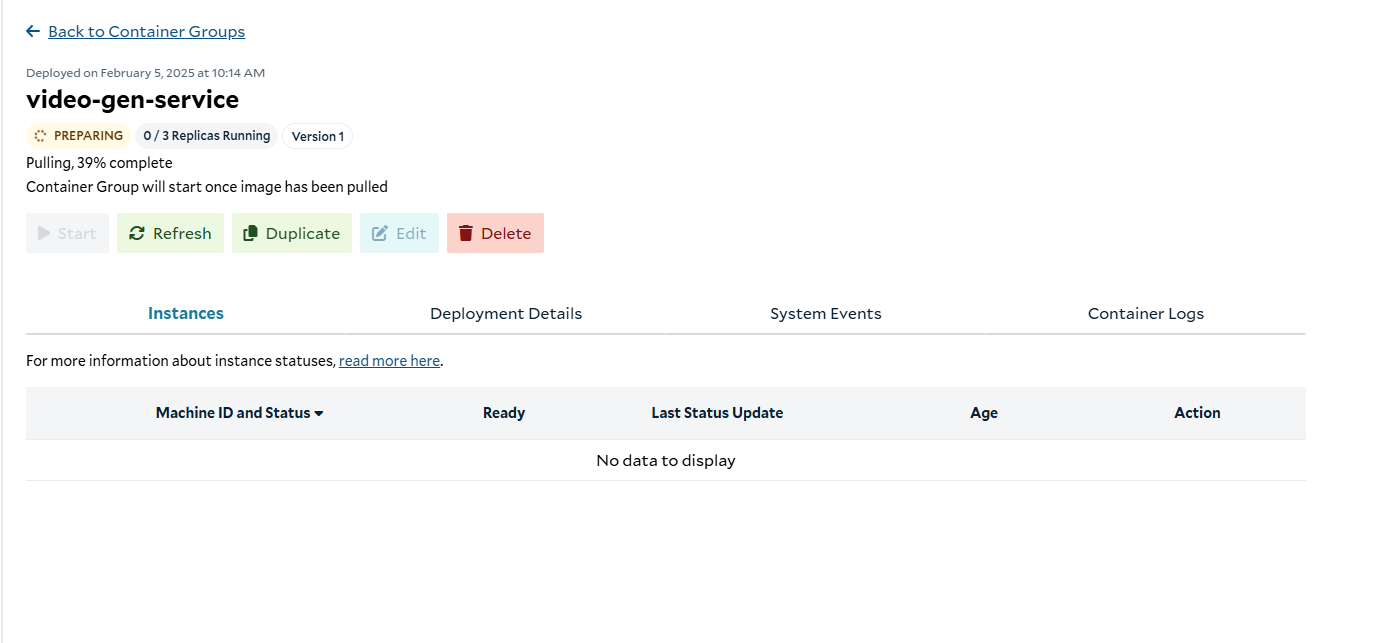 Back to Container Groups
Deployed on February 5, 2025 at 10:14 AM
video-gen-service
PREPARING 0 / 3 Replicas Running Version 1
Pulling, 39% complete
Container Group will start once image has been pulled
Start Refresh Duplicate Edit Delete
Instances Deployment Details System Events Container Logs
For more information about instance statuses, read more here.
Machine ID and Status Ready Last Status Update Age Action
No data to display